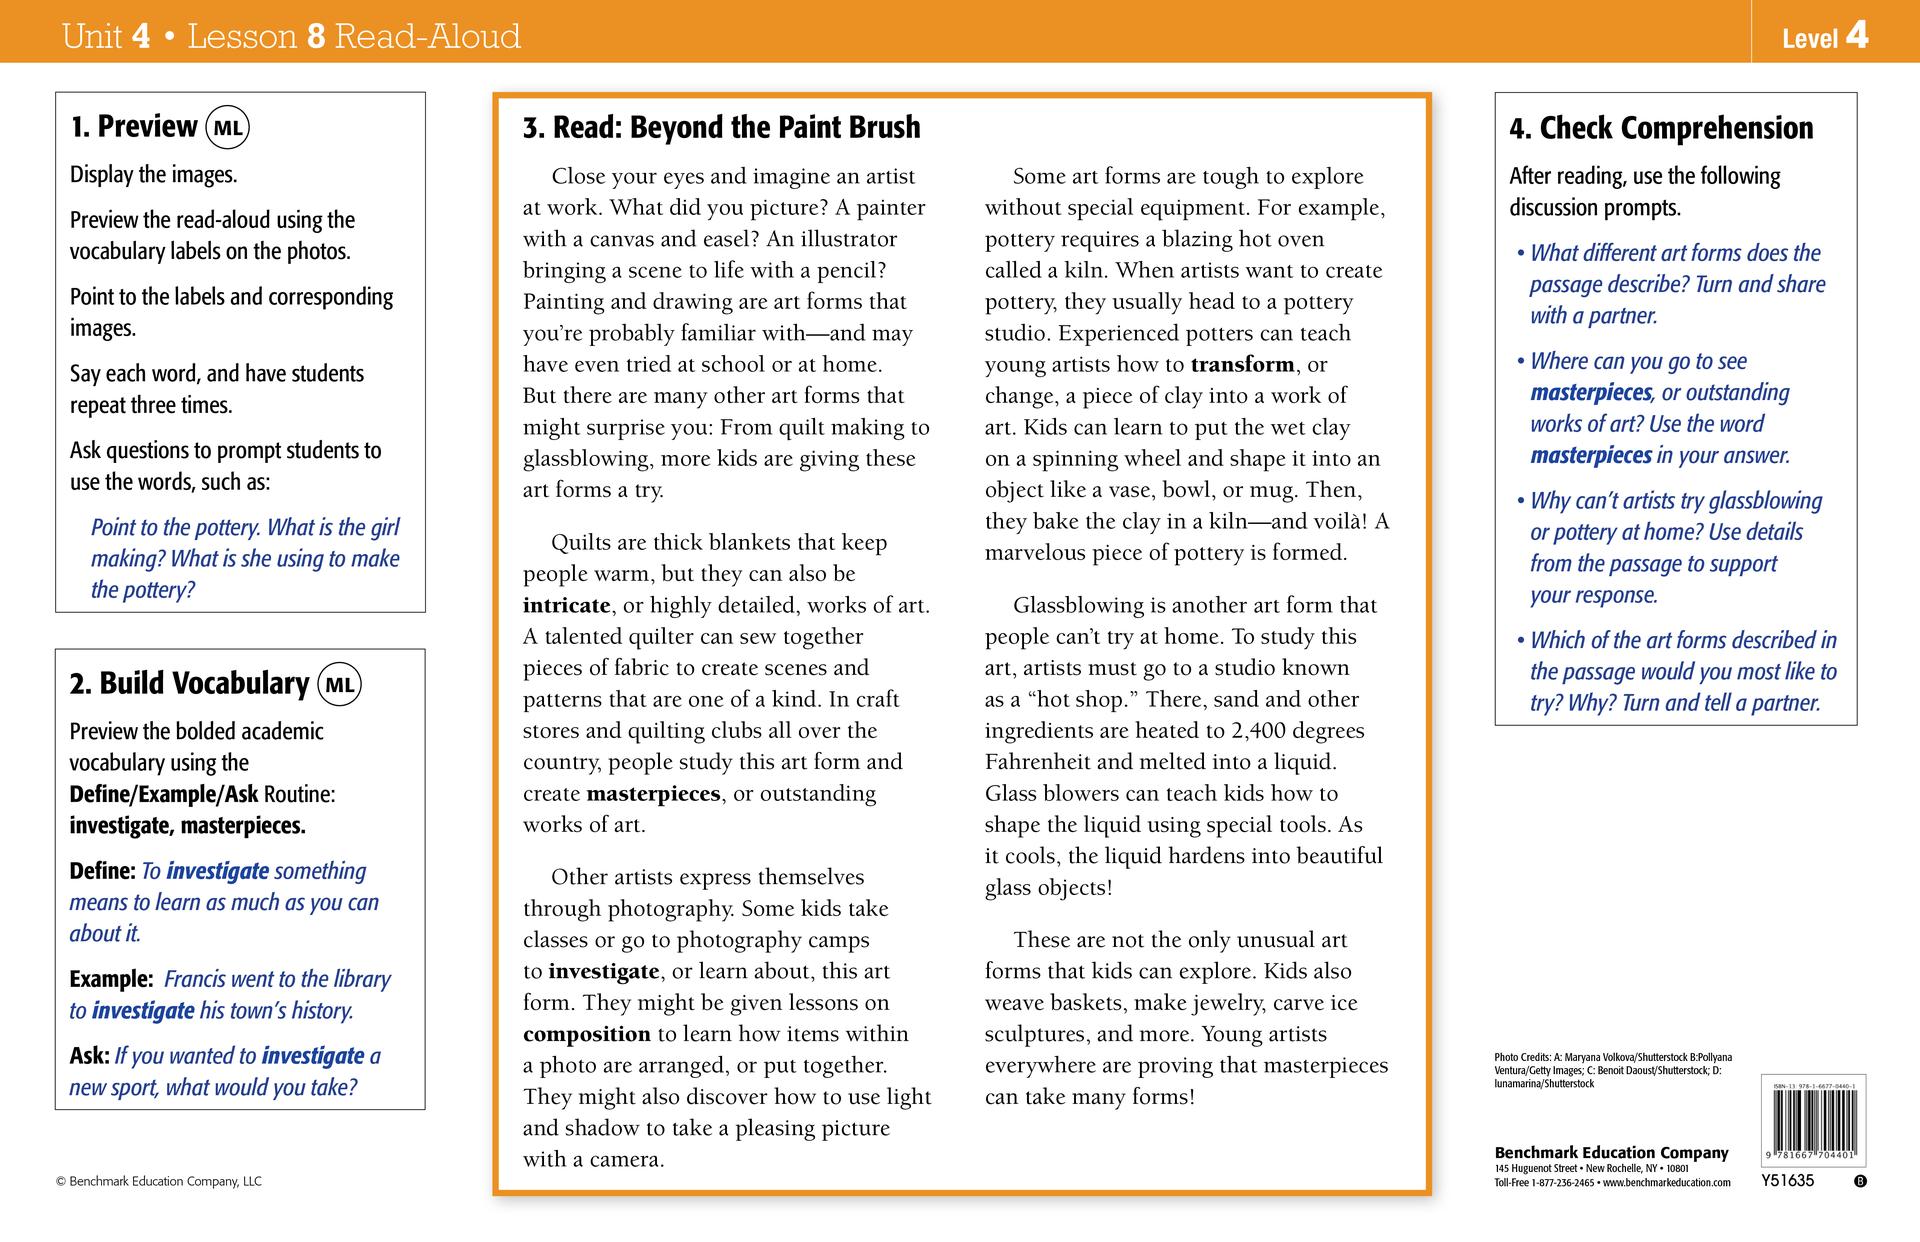 Unit 4 • Lesson 8 Read-Aloud
Level 4
1. Preview ML
Display the images.
Preview the read-aloud using the
vocabulary labels on the photos.
Point to the labels and corresponding
images.
Say each word, and have students
repeat three times.
Ask questions to prompt students to
use the words, such as:
Point to the pottery. What is the girl
making? What is she using to make
the pottery?
2. Build Vocabulary ML
Preview the bolded academic
vocabulary using the
Define/Example/Ask Routine:
investigate, masterpieces.
Define: To investigate something
means to learn as much as you can
about it.
Example: Francis went to the library
to investigate his town's history.
Ask: If you wanted to investigate a
new sport, what would you take?
© Benchmark Education Company, LLC
3. Read: Beyond the Paint Brush
Close your eyes and imagine an artist
at work. What did you picture? A painter
with a canvas and easel? An illustrator
bringing a scene to life with a pencil?
Painting and drawing are art forms that
you're probably familiar with—and may
have even tried at school or at home.
But there are many other art forms that
might surprise you: From quilt making to
glassblowing, more kids are giving these
art forms a try.
Quilts are thick blankets that keep
people warm, but they can also be
intricate, or highly detailed, works of art.
A talented quilter can sew together
pieces of fabric to create scenes and
patterns that are one of a kind. In craft
stores and quilting clubs all over the
country, people study this art form and
create masterpieces, or outstanding
works of art.
Other artists express themselves
through photography. Some kids take
classes or go to photography camps
to investigate, or learn about, this art
form. They might be given lessons on
composition to learn how items within
a photo are arranged, or put together.
They might also discover how to use light
and shadow to take a pleasing picture
with a camera.
Some art forms are tough to explore
without special equipment. For example,
pottery requires a blazing hot oven
called a kiln. When artists want to create
pottery, they usually head to a pottery
studio. Experienced potters can teach
young artists how to transform, or
change, a piece of clay into a work of
art. Kids can learn to put the wet clay
on a spinning wheel and shape it into an
object like a vase, bowl, or mug. Then,
they bake the clay in a kiln—and voilà! A
marvelous piece of pottery is formed.
Glassblowing is another art form that
people can't try at home. To study this
art, artists must go to a studio known
as a “hot shop.” There, sand and other
ingredients are heated to 2,400 degrees
Fahrenheit and melted into a liquid.
Glass blowers can teach kids how to
shape the liquid using special tools. As
it cools, the liquid hardens into beautiful
glass objects!
These are not the only unusual art
forms that kids can explore. Kids also
weave baskets, make jewelry, carve ice
sculptures, and more. Young artists
everywhere are proving that masterpieces
can take many forms!
4. Check Comprehension
After reading, use the following
discussion prompts.
• What different art forms does the
passage describe? Turn and share
with a partner.
• Where can you go to see
masterpieces, or outstanding
works of art? Use the word
masterpieces in your answer.
• Why can't artists try glassblowing
or pottery at home? Use details
from the passage to support
your response.
• Which of the art forms described in
the passage would you most like to
try? Why? Turn and tell a partner.
Photo Credits: A: Maryana Volkova/Shutterstock B:Pollyana
Ventura/Getty Images; C: Benoit Daoust/Shutterstock; D:
lunamarina/Shutterstock
Benchmark Education Company
145 Huguenot Street • New Rochelle, NY • 10801
Toll-Free 1-877-236-2465 • www.benchmarkeducation.com
ISBN-13 978-1-6677-0440-1
9 781667 704401
Y51635 B